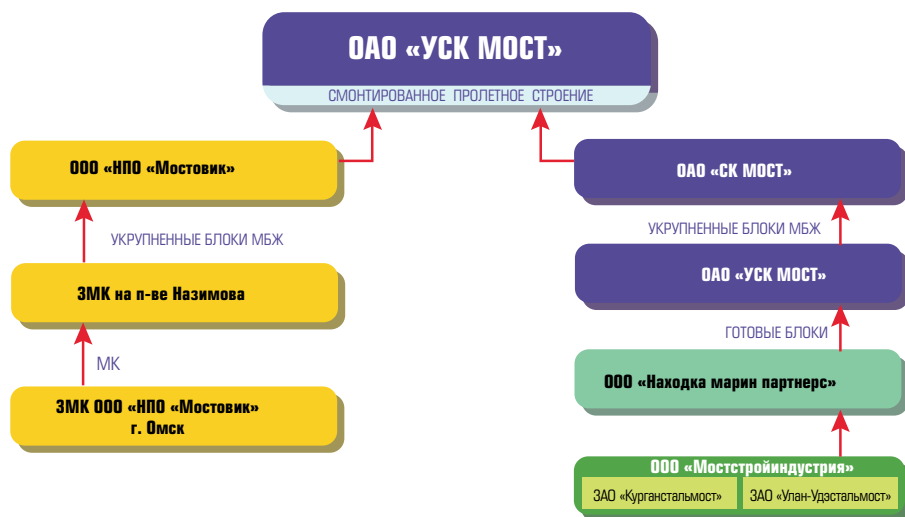 ОАО «УСК МОСТ»
СМОНТИРОВАННОЕ ПРОЛЕТНОЕ СТРОЕНИЕ
ООО «НПО «Мостовик»
УКРУПНЕННЫЕ БЛОКИ МБЖ
ЗМК на п-ве Назимова
МК
ЗМК ООО «НПО «Мостовик»
г. Омск
ОАО «СК МОСТ»
УКРУПНЕННЫЕ БЛОКИ МБЖ
ОАО «УСК МОСТ»
ГОТОВЫЕ БЛОКИ
ООО «Находка марин партнерс»
ООО «Мостстройиндустрия»
ЗАО «Курганстальмост»
ЗАО «Улан-Удэстальмост»